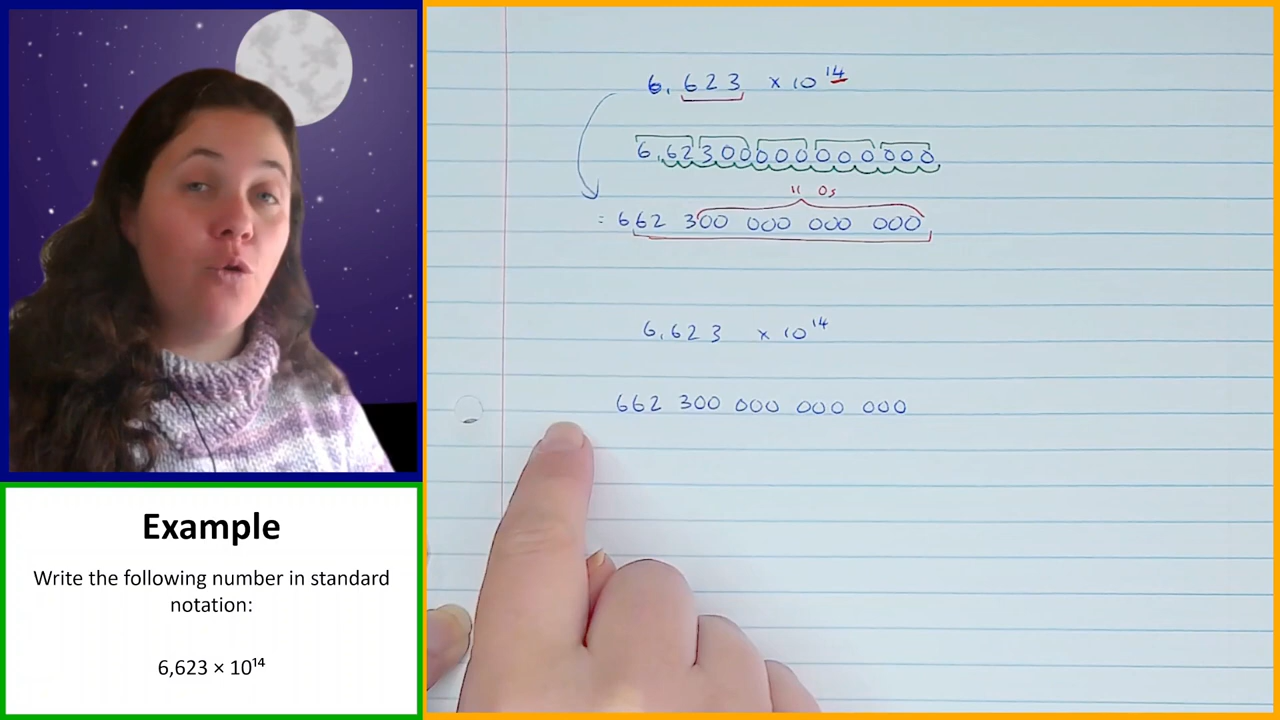 Example
Write the following number in standard
notation:
6,623 × 10¹⁴
6,623 × 10¹⁴
6,62300000000000
11 0s
= 662 300 000 000 000
6,623 × 10¹⁴
662 300 000 000 000